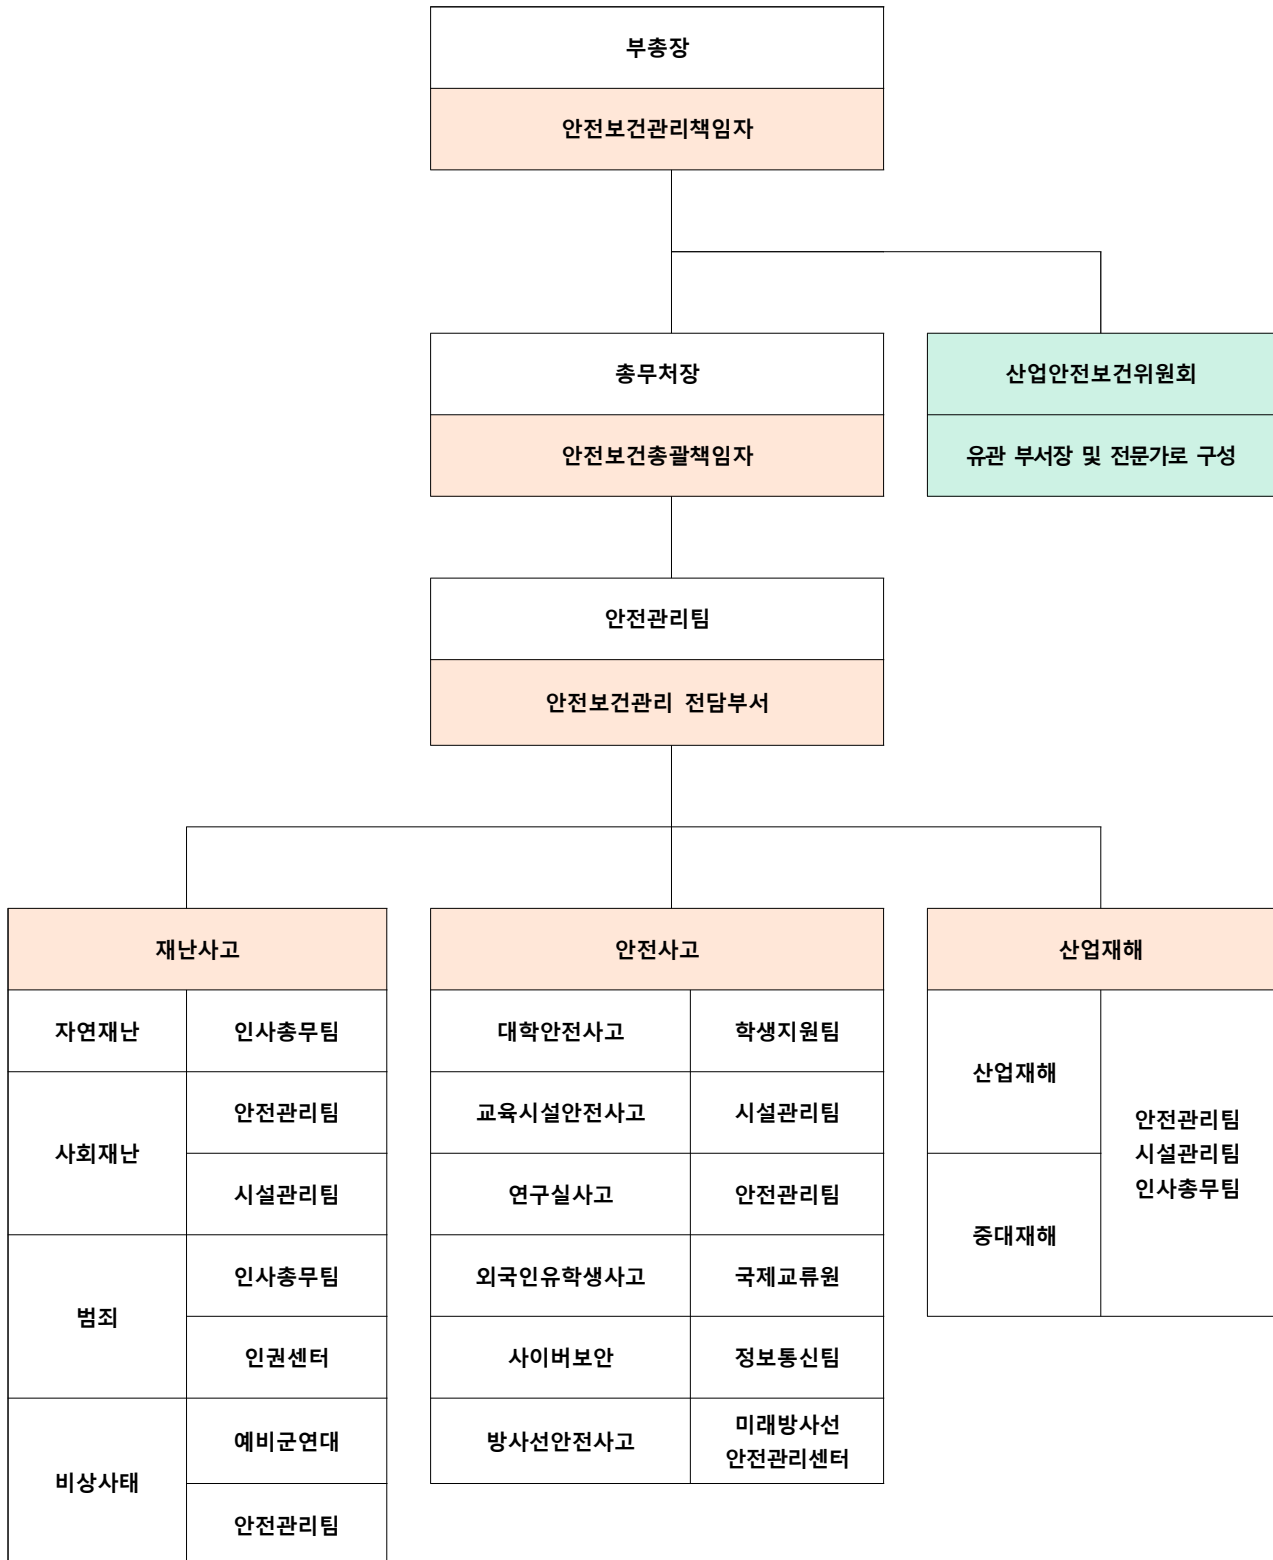 부총장
안전보건관리책임자
총무처장
안전보건총괄책임자
산업안전보건위원회
유관 부서장 및 전문가로 구성
안전관리팀
안전보건관리 전담부서
재난사고
자연재난
인사총무팀
사회재난
안전관리팀
시설관리팀
범죄
인사총무팀
인권센터
비상사태
예비군연대
안전관리팀
안전사고
대학안전사고
학생지원팀
교육시설안전사고
시설관리팀
연구실사고
안전관리팀
외국인유학생사고
국제교류원
사이버보안
정보통신팀
방사선안전사고
미래방사선
안전관리센터
산업재해
산업재해
중대재해
안전관리팀
시설관리팀
인사총무팀